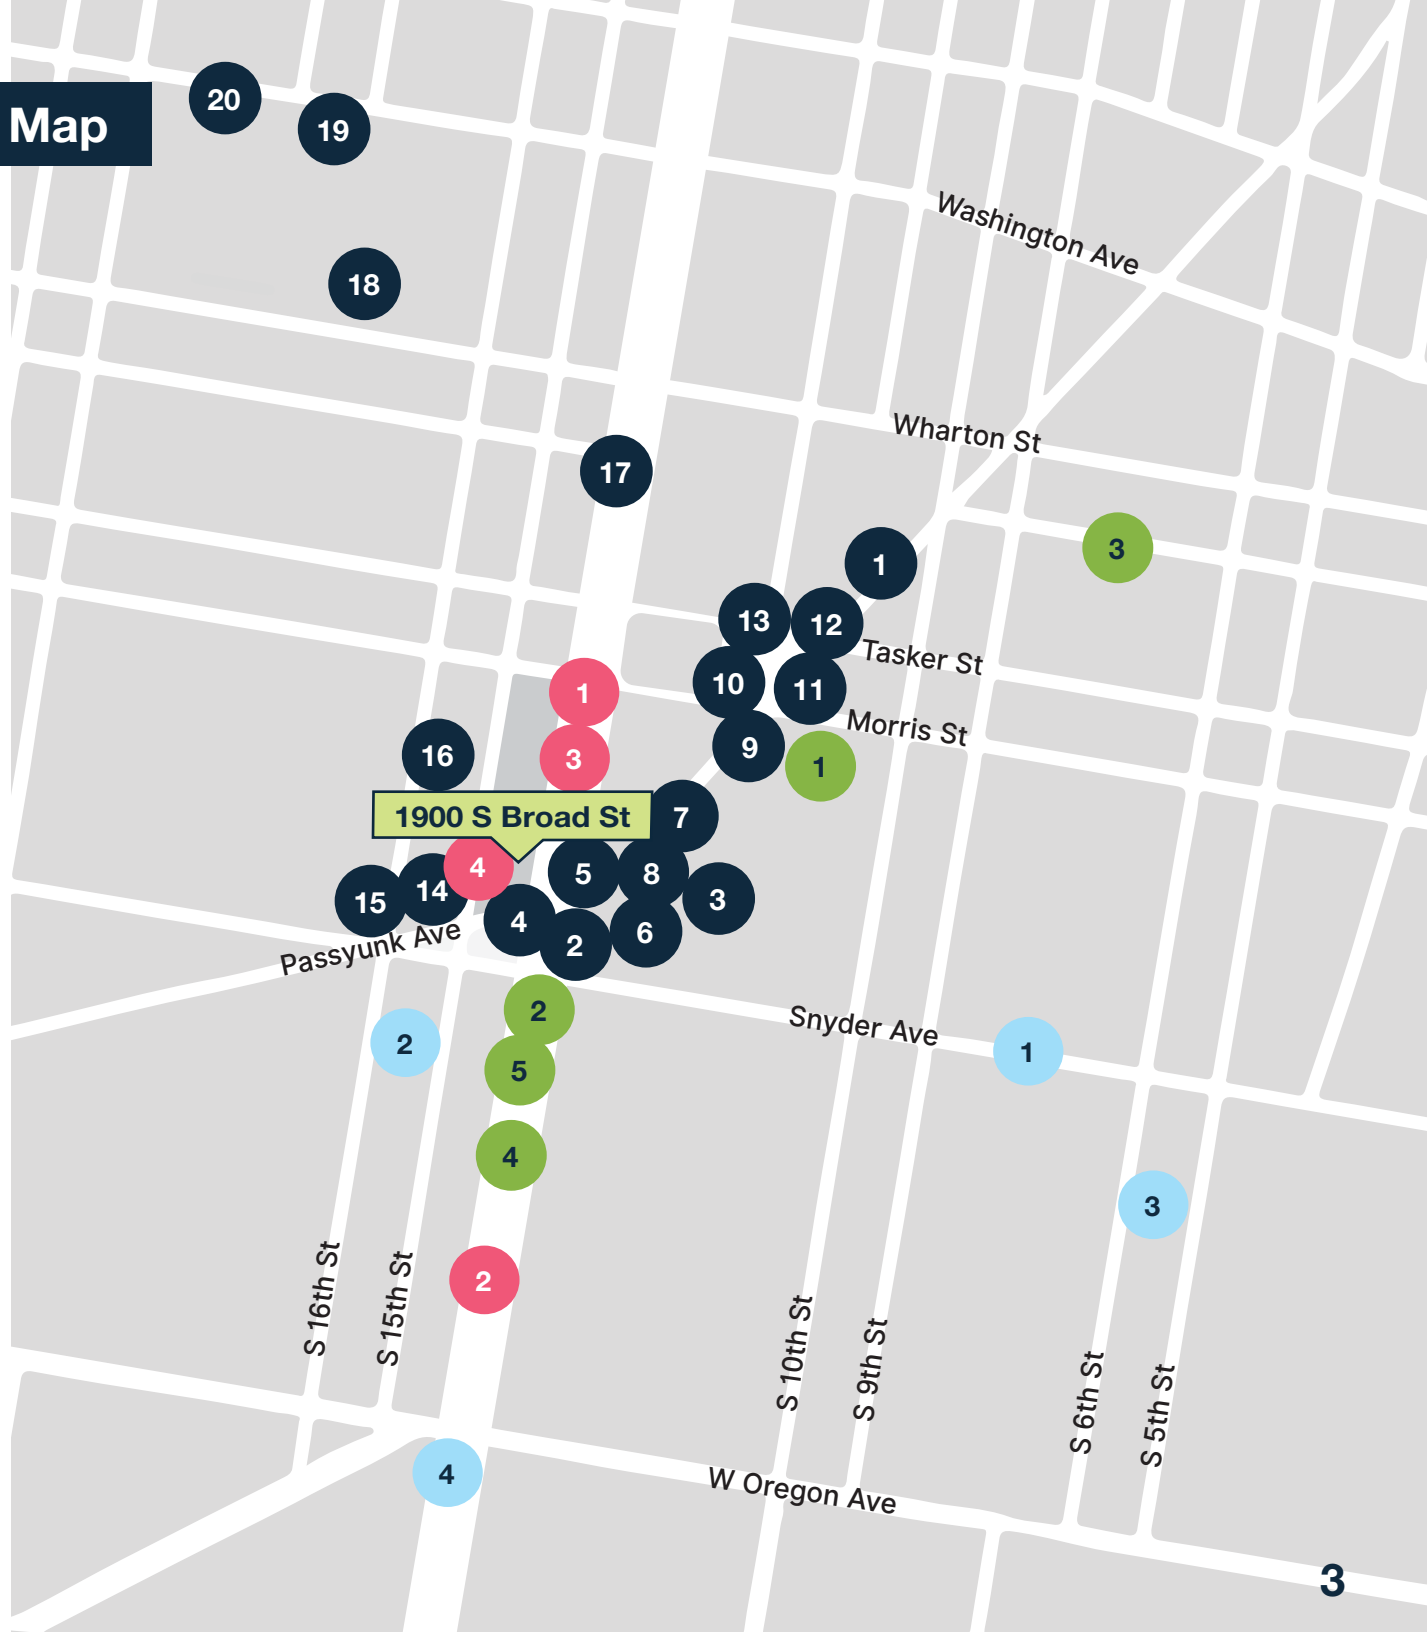 20
Map
19
Washington Ave
18
Wharton St
17
3
1
13
12
Tasker St
10
11
1
Morris St
9
16
3
1
1900 S Broad St
7
4
5
8
14
3
15
4
6
2
Passyunk Ave
2
Snyder Ave
2
1
5
4
3
2
S 16th St
S 15th St
S 10th St
S 9th St
S 6th St
S 5th St
4
W Oregon Ave
3